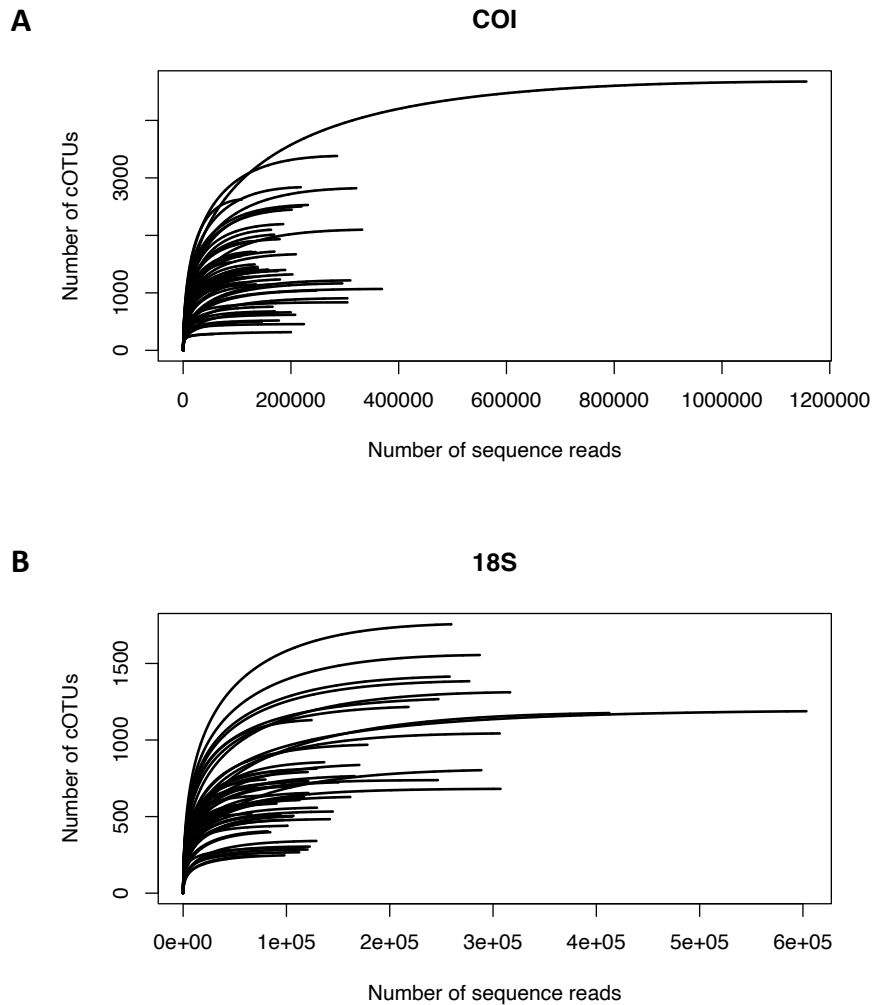 A
COI
Number of cOTUs
3000
1000
0
0 200000 400000 600000 800000 1000000 1200000
Number of sequence reads
B
18S
Number of cOTUs
1500
1000
500
0
0e+00 1e+05 2e+05 3e+05 4e+05 5e+05 6e+05
Number of sequence reads